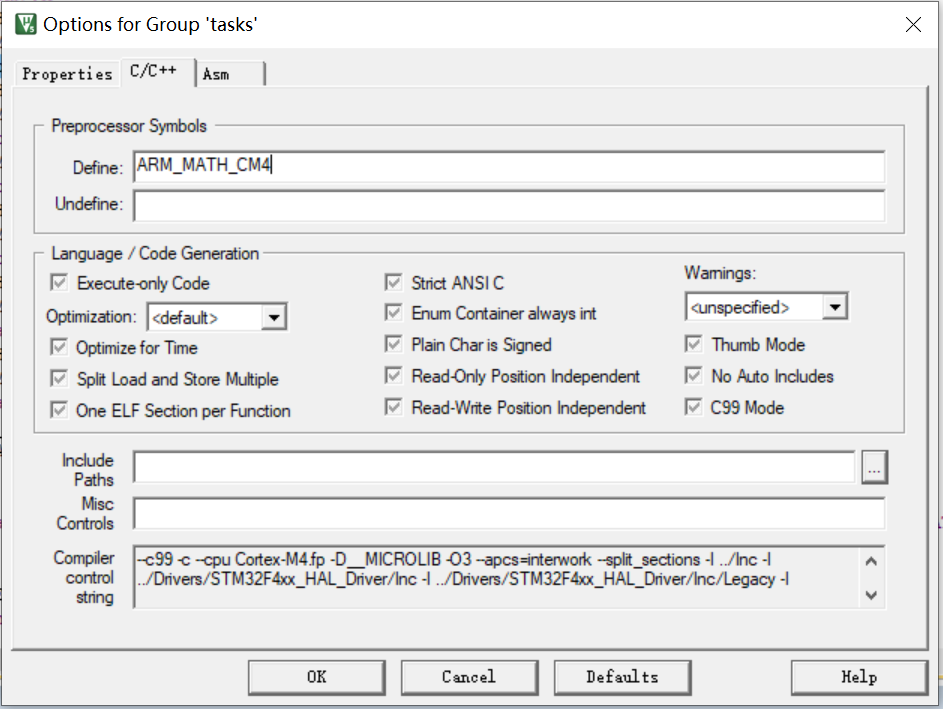 Options for Group 'tasks'
Properties C/C++ Asm
Preprocessor Symbols
Define: ARM_MATH_CM4
Undefine:
Language / Code Generation
Execute-only Code
Optimization: <default>
Optimize for Time
Split Load and Store Multiple
One ELF Section per Function
Strict ANSI C
Enum Container always int
Plain Char is Signed
Read-Only Position Independent
Read-Write Position Independent
Warnings:
<unspecified>
Thumb Mode
No Auto Includes
C99 Mode
Include
Paths
...
Misc
Controls
Compiler
control
string
--c99 -c --cpu Cortex-M4.fp -D__MICROLIB -O3 --apcs=interwork --split_sections -I ../Inc -I
../Drivers/STM32F4xx_HAL_Driver/Inc -I ../Drivers/STM32F4xx_HAL_Driver/Inc/Legacy -I
OK Cancel Defaults Help